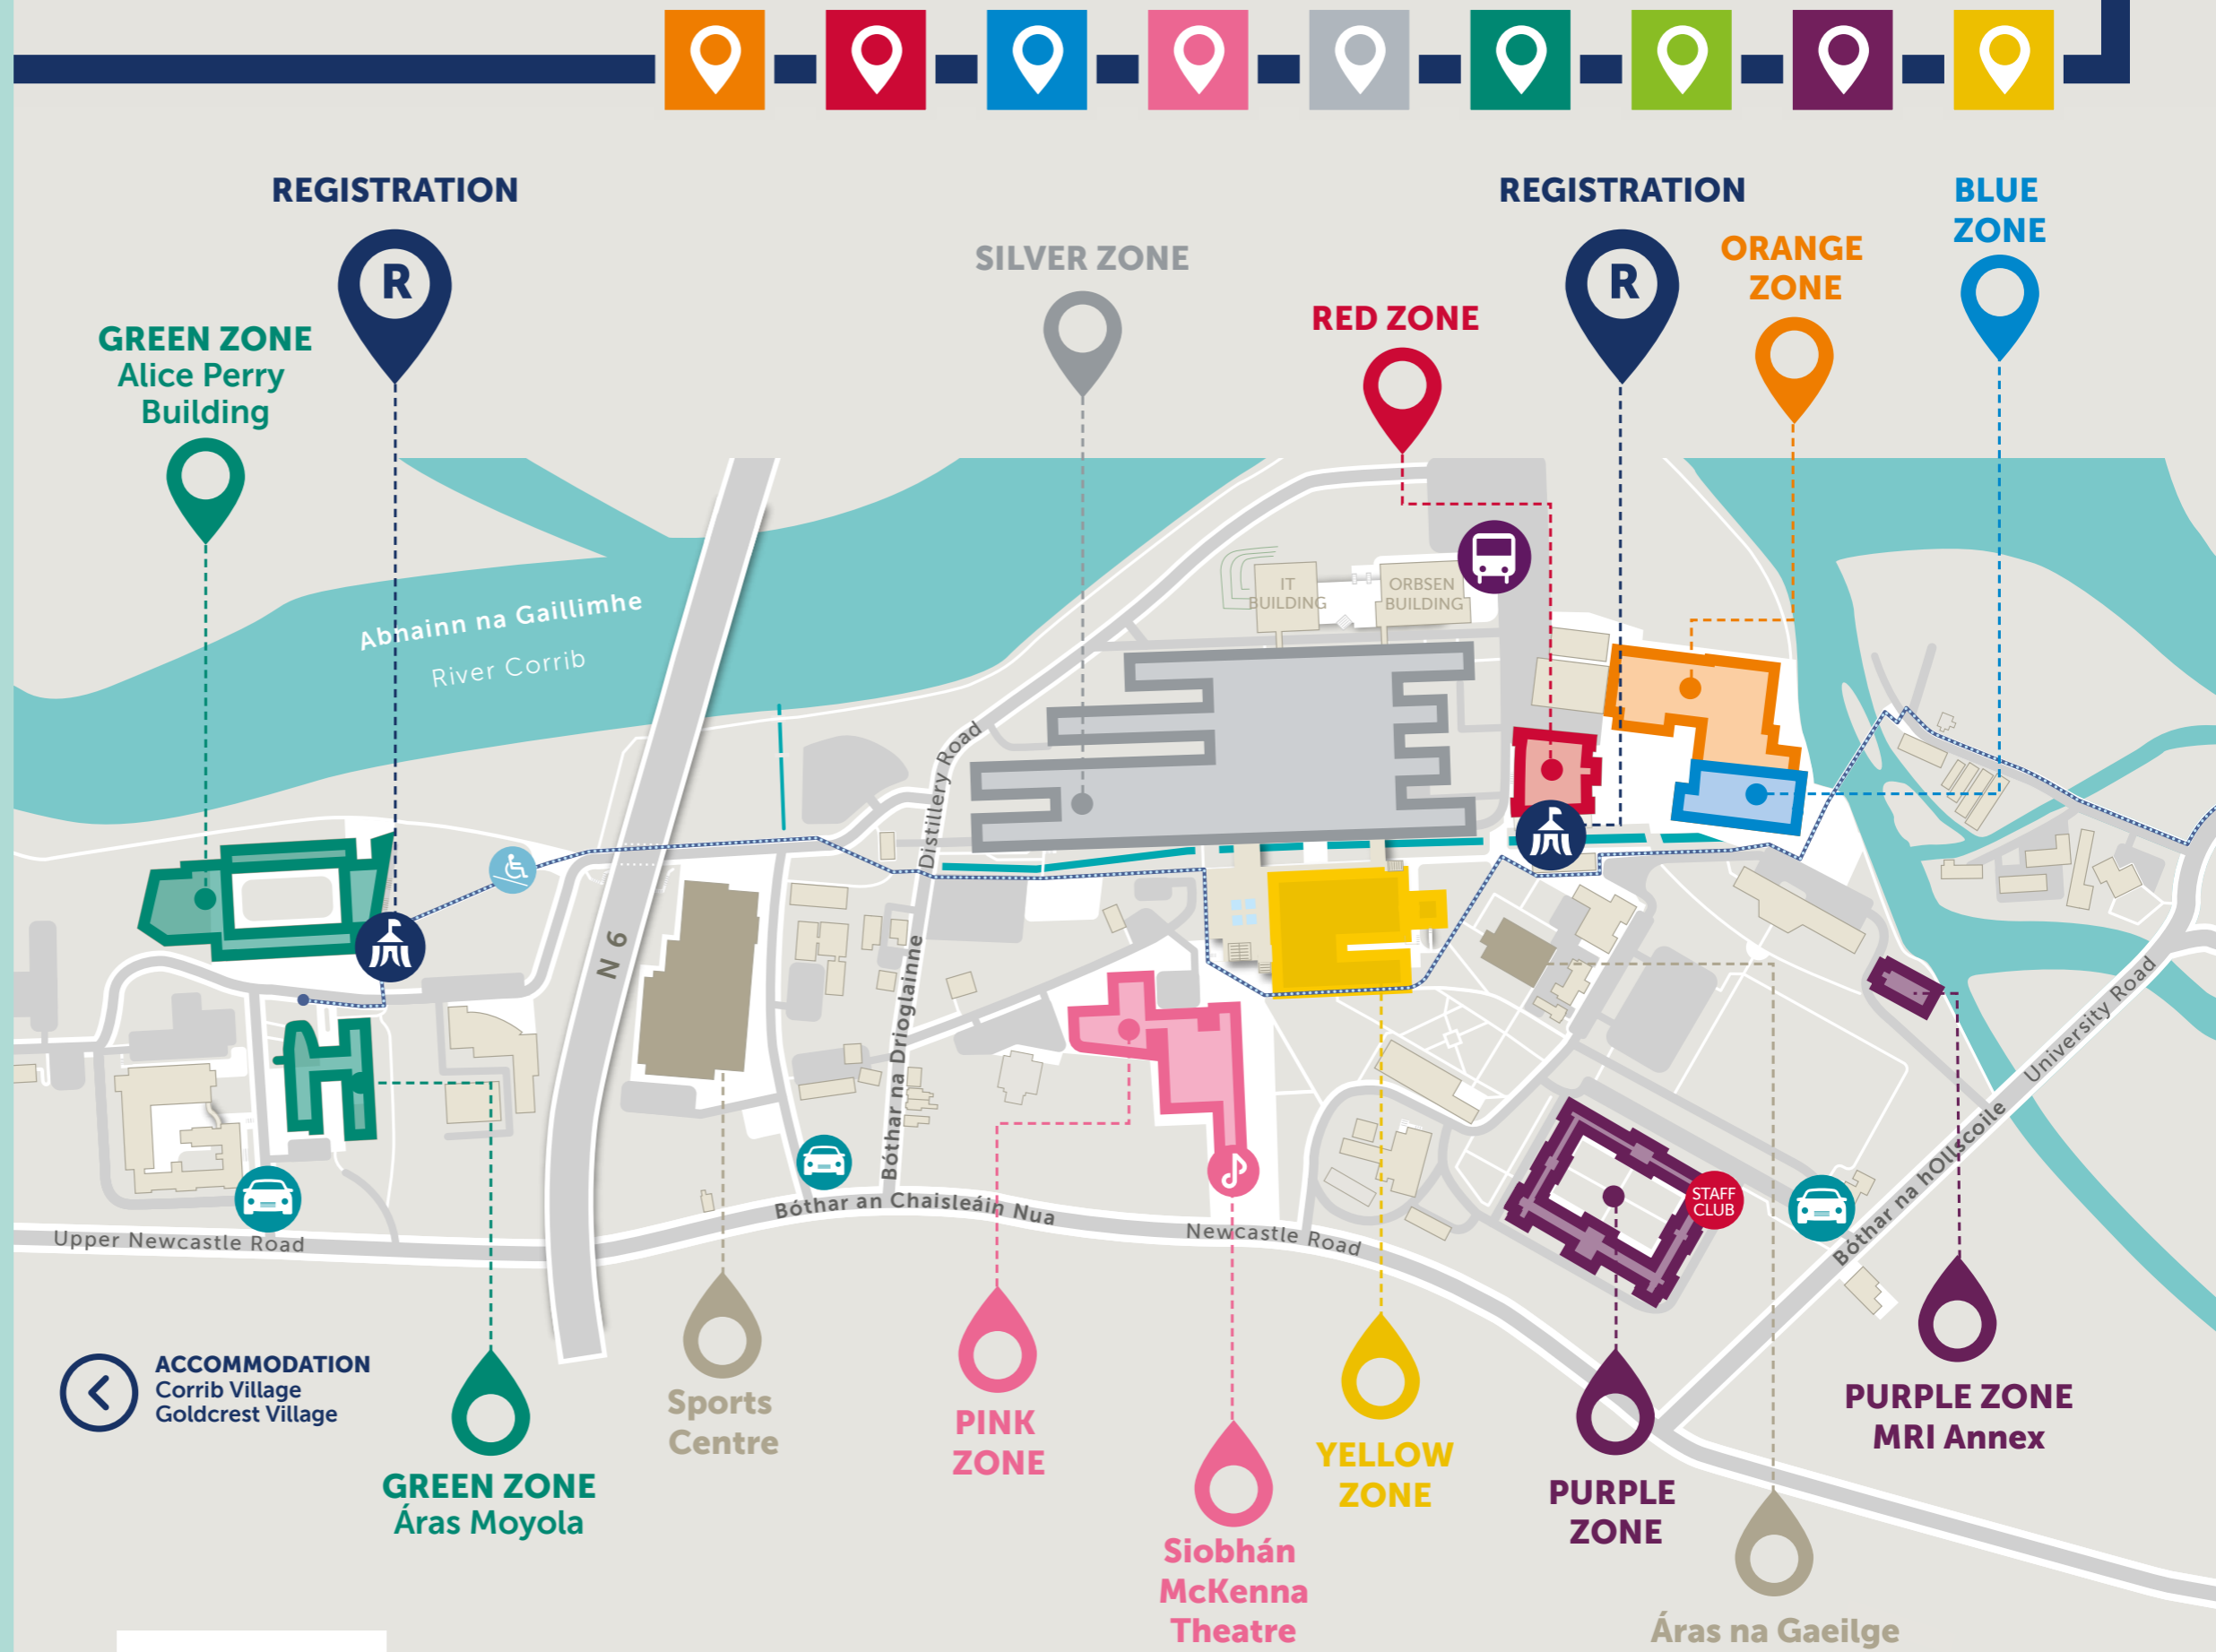 REGISTRATION
REGISTRATION
BLUE
ZONE
ORANGE
ZONE
SILVER ZONE
RED ZONE
GREEN ZONE
Alice Perry
Building
R
R
Abhainn na Gaillimhe
River Corrib
IT
BUILDING
ORBSEN
BUILDING
Distillery Road
N6
Bóthar na Drioglainne
University Road
Bóthar na hOllscoile
STAFF
CLUB
Bóthar an Chaisleáin Nua
Newcastle Road
Upper Newcastle Road
ACCOMMODATION
Corrib Village
Goldcrest Village
Sports
Centre
PINK
ZONE
YELLOW
ZONE
PURPLE ZONE
MRI Annex
GREEN ZONE
Áras Moyola
PURPLE
ZONE
Siobhán
McKenna
Theatre
Áras na Gaeilge